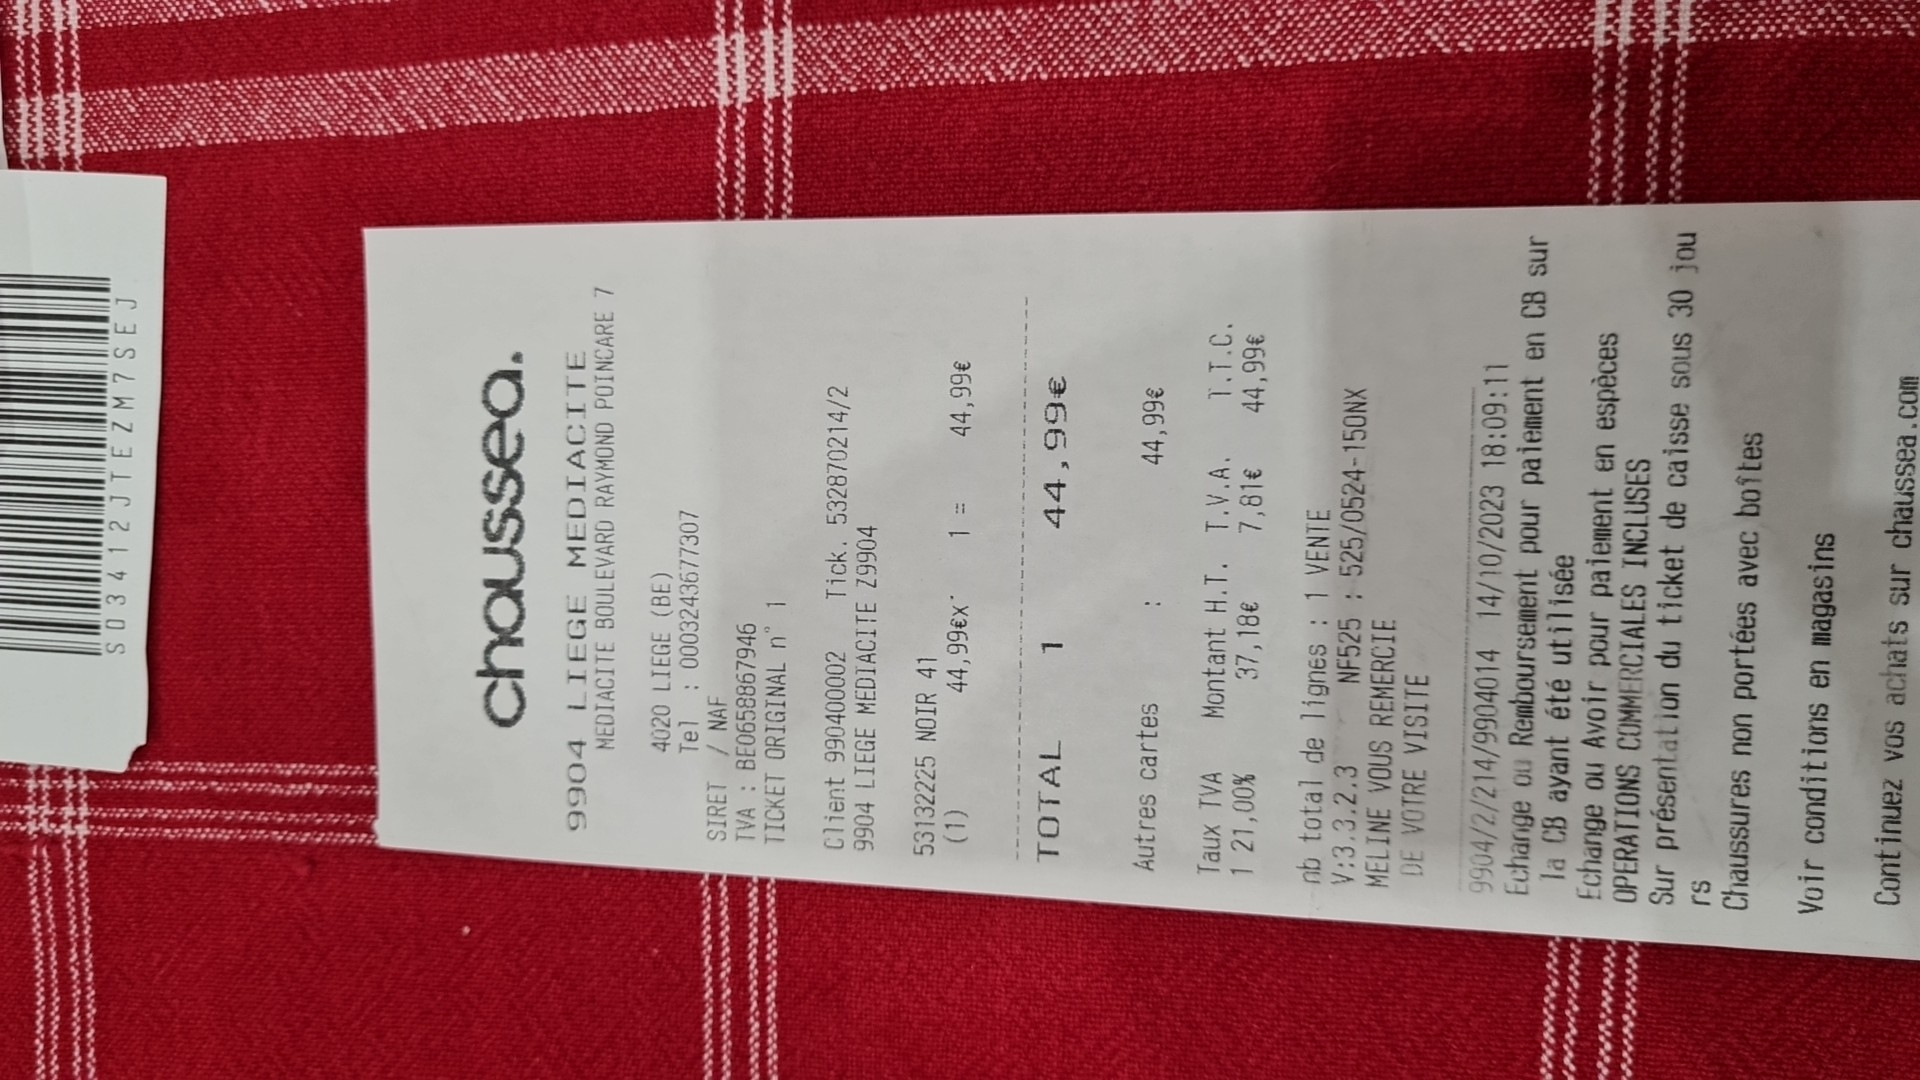 S03412JTEZM7SEJ
chaussea.
9904 LIEGE MEDIACITE
MEDIACITE BOULEVARD RAYMOND POINCARE 7
4020 LIEGE (BE)
Tel : 0003243677307
SIRET / NAF
TVA : BE0658867946
TICKET ORIGINAL n° 1
Client 990400002 Tick. 532870214/2
9904 LIEGE MEDIACITE Z9904
53132225 NOIR 41
(1) 44,99€x 1 = 44,99€
TOTAL 1 44,99€
Autres cartes : 44,99€
Taux TVA Montant H.T. T.V.A. T.T.C.
1 21,00% 37,18€ 7,81€ 44,99€
nb total de lignes : 1 VENTE
V:3.3.2.3 NF525 : 525/0524-150NX
MELINE VOUS REMERCIE
DE VOTRE VISITE
9904/2/214/9904014 14/10/2023 18:09:11
Echange ou Remboursement pour paiement en CB sur
la CB ayant été utilisée
Echange ou Avoir pour paiement en espèces
OPERATIONS COMMERCIALES INCLUSES
Sur présentation du ticket de caisse sous 30 jou
rs
Chaussures non portées avec boîtes
Voir conditions en magasins
Continuez vos achats sur chaussea.com